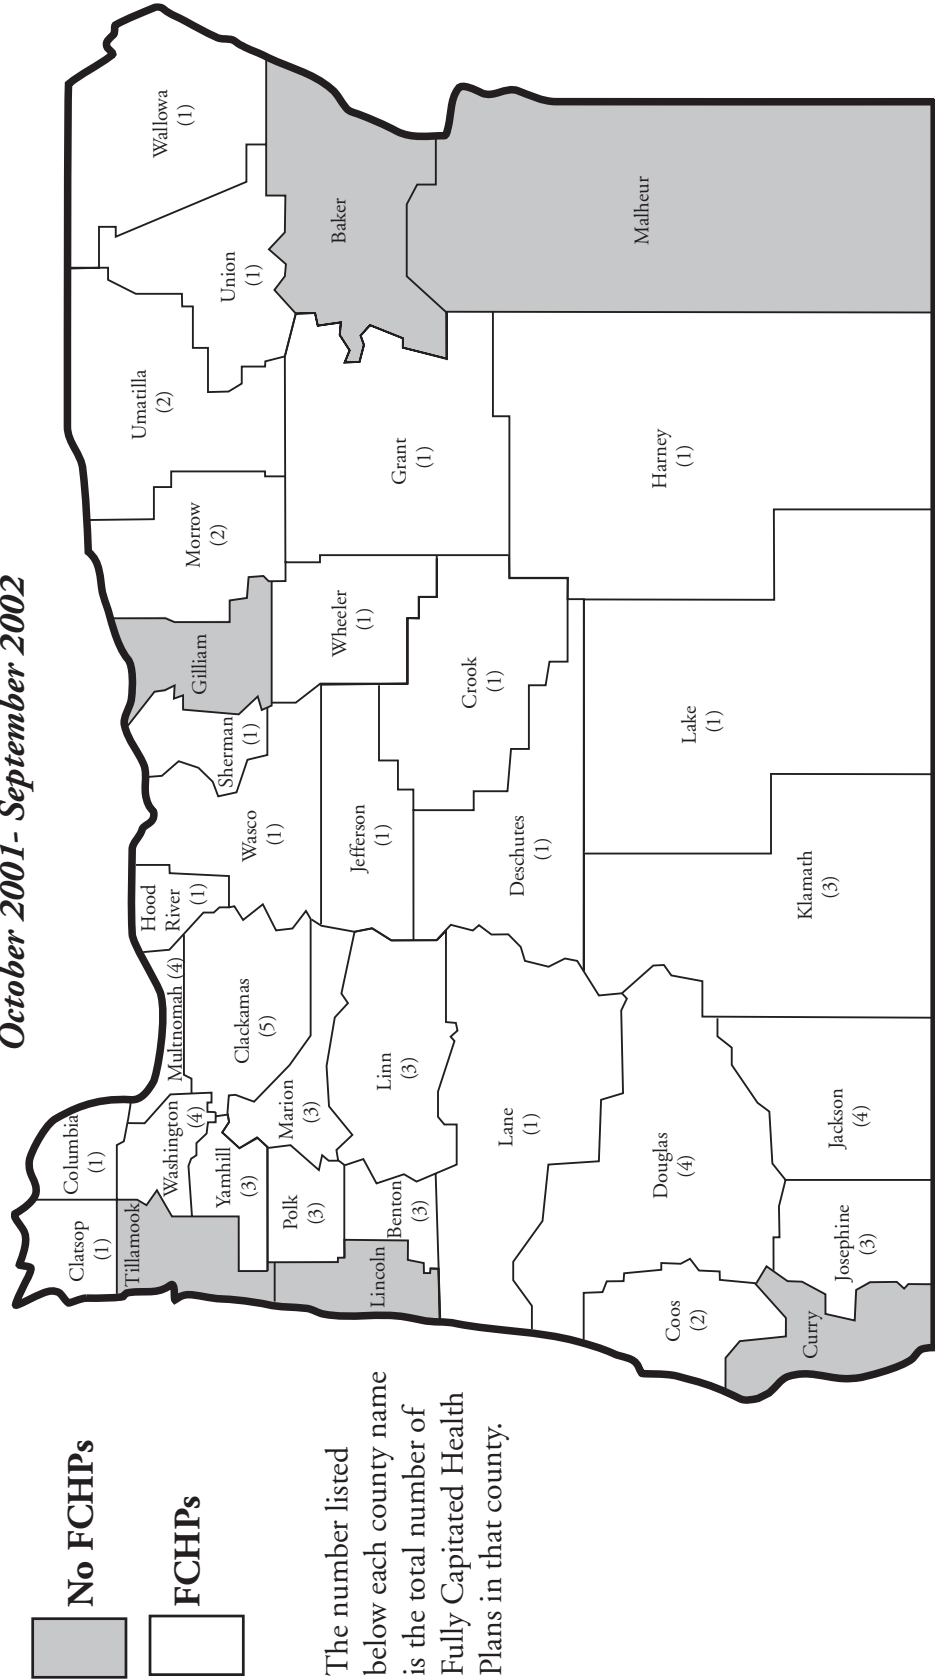 October 2001- September 2002
No FCHPs
FCHPs
The number listed
below each county name
is the total number of
Fully Capitated Health
Plans in that county.
Clatsop
(1)
Columbia
(1)
Tillamook
Washington
(4)
Multnomah (4)
Hood
River
(1)
Yamhill
(3)
Clackamas
(5)
Wasco
(1)
Sherman
(1)
Gilliam
Morrow
(2)
Umatilla
(2)
Union
(1)
Wallowa
(1)
Polk
(3)
Marion
(3)
Lincoln
Benton
(3)
Linn
(3)
Jefferson
(1)
Wheeler
(1)
Grant
(1)
Baker
Lane
(1)
Deschutes
(1)
Crook
(1)
Coos
(2)
Douglas
(4)
Klamath
(3)
Lake
(1)
Harney
(1)
Malheur
Curry
Josephine
(3)
Jackson
(4)